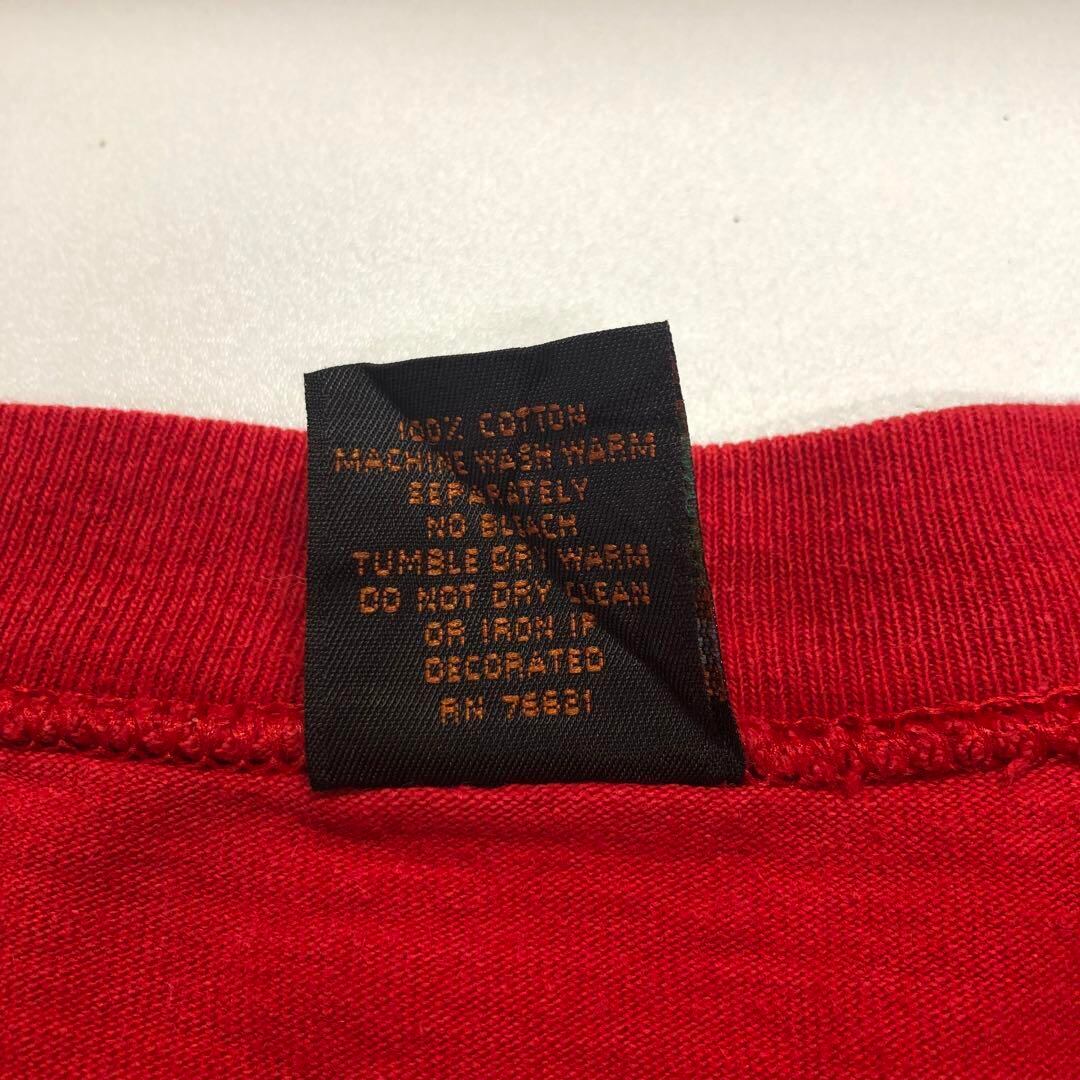 100% COTTON
MACHINE WASH WARM
SEPARATELY
NO BLEACH
TUMBLE DRY WARM
DO NOT DRY CLEAN
OR IRON IF
DECORATED
RN